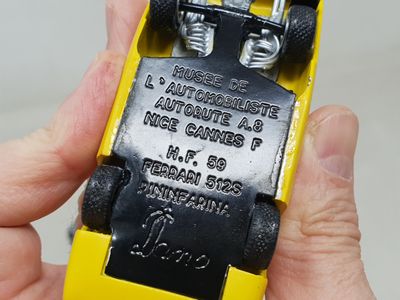 MUSEE DE
L'AUTOMOBILISTE
AUTORUTE A.8
NICE CANNES F
H.F. 59
FERRARI 512S
PININFARINA